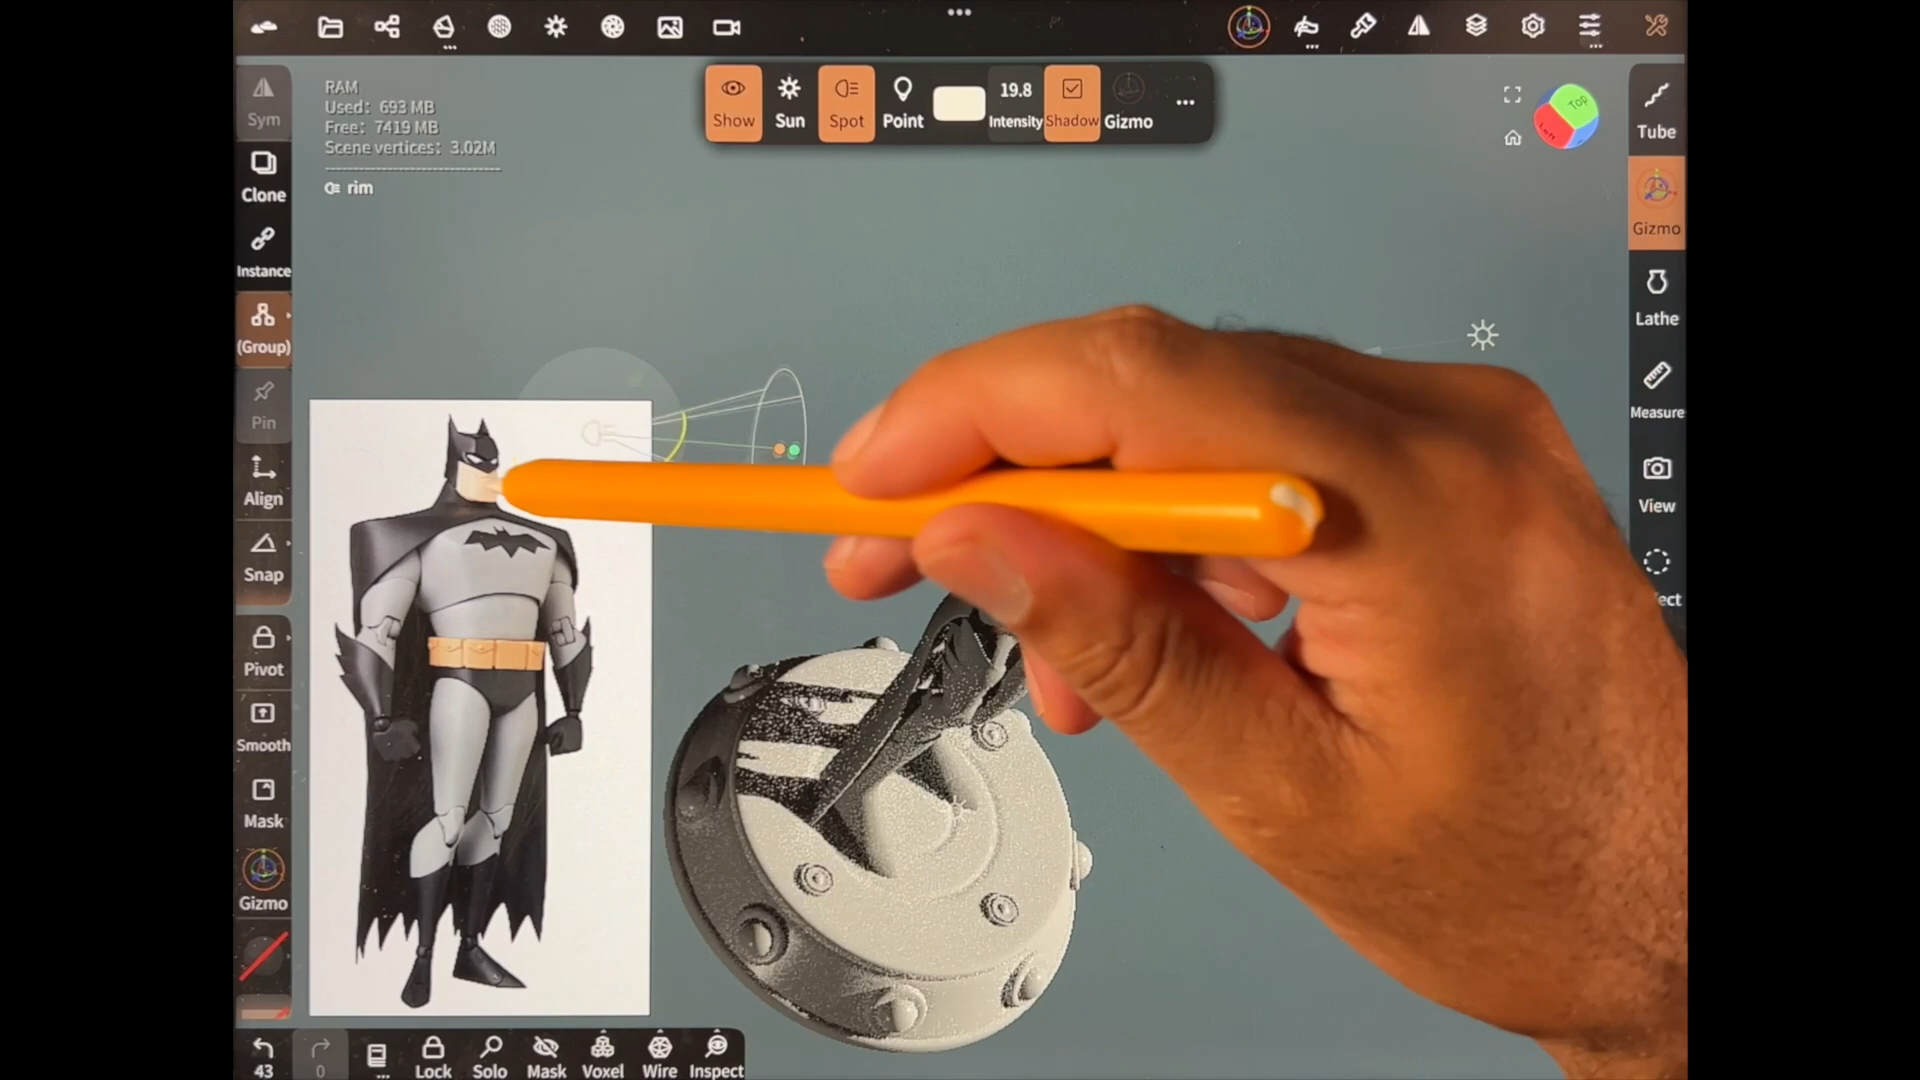 Sym
Clone
Instance
(Group)
Pin
Align
Snap
Pivot
Smooth
Mask
Gizmo
RAM
Used: 693 MB
Free: 7419 MB
Scene vertices: 3.02M
rim
Show
Sun
Spot
Point
19.8
Intensity
Shadow
Gizmo
Top
Left
Tube
Gizmo
Lathe
Measure
View
43
0
Lock
Solo
Mask
Voxel
Wire
Inspect